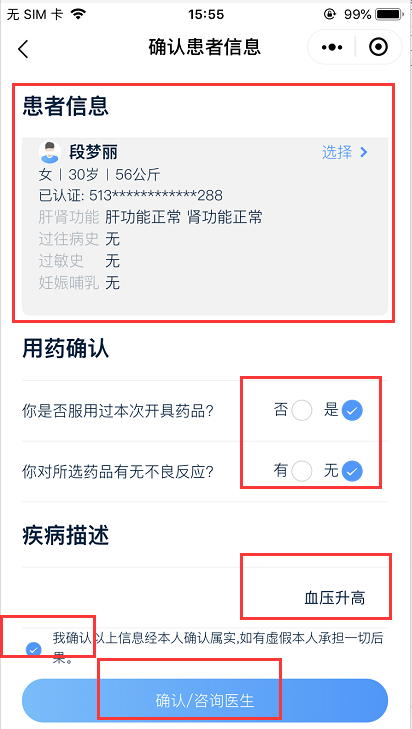 无 SIM 卡 15:55 99%
确认患者信息
患者信息
段梦丽 选择
女 | 30岁 | 56公斤
已认证: 513************288
肝肾功能 肝功能正常 肾功能正常
过往病史 无
过敏史 无
妊娠哺乳 无
用药确认
你是否服用过本次开具药品? 否 是
你对所选药品有无不良反应? 有 无
疾病描述
血压升高
我确认以上信息经本人确认属实,如有虚假本人承担一切后
果。
确认/咨询医生